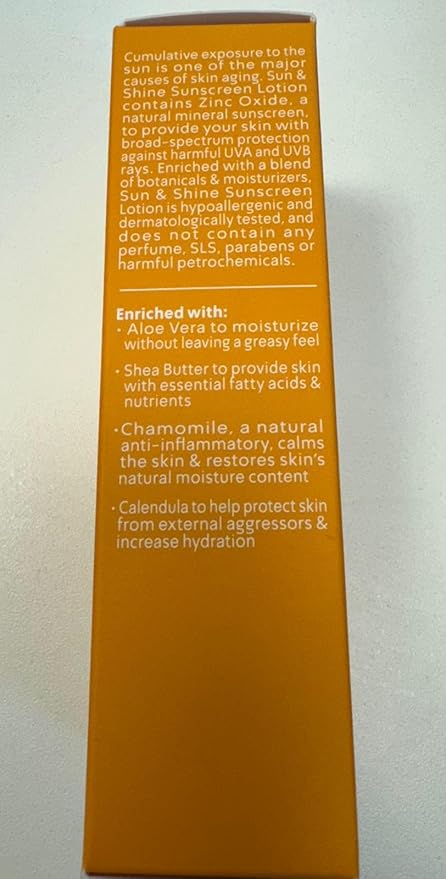 Cumulative exposure to the
sun is one of the major
causes of skin aging. Sun &
Shine Sunscreen Lotion
contains Zinc Oxide, a
natural mineral sunscreen,
to provide your skin with
broad-spectrum protection
against harmful UVA and UVB
rays. Enriched with a blend
of botanicals & moisturizers,
Sun & Shine Sunscreen
Lotion is hypoallergenic and
dermatologically tested, and
does not contain any
perfume, SLS, parabens or
harmful petrochemicals.
Enriched with:
· Aloe Vera to moisturize
without leaving a greasy feel
· Shea Butter to provide skin
with essential fatty acids &
nutrients
· Chamomile, a natural
anti-inflammatory, calms
the skin & restores skin's
natural moisture content
· Calendula to help protect skin
from external aggressors &
increase hydration